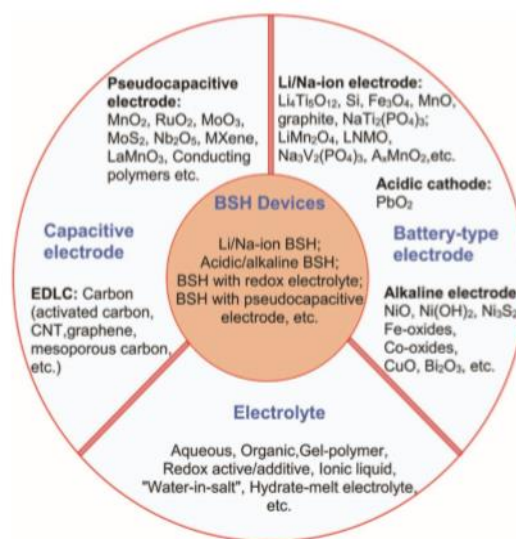 Pseudocapacitive
electrode:
MnO₂, RuO₂, MoO₃,
MoS₂, Nb₂O₅, MXene,
LaMnO₃, Conducting
polymers etc.
Capacitive
electrode
EDLC: Carbon
(activated carbon,
CNT,graphene,
mesoporous carbon,
etc.)
Li/Na-ion electrode:
Li₄Ti₅O₁₂, Si, Fe₃O₄, MnO,
graphite, NaTi₂(PO₄)₃;
LiMn₂O₄, LNMO,
Na₃V₂(PO₄)₃, AₓMnO₂,etc.
Acidic cathode:
PbO₂
Battery-type
electrode
Alkaline electrode
NiO, Ni(OH)₂, Ni₃S₂
Fe-oxides,
Co-oxides,
CuO, Bi₂O₃, etc.
BSH Devices
Li/Na-ion BSH;
Acidic/alkaline BSH;
BSH with redox electrolyte;
BSH with pseudocapacitive
electrode, etc.
Electrolyte
Aqueous, Organic,Gel-polymer,
Redox active/additive, Ionic liquid,
"Water-in-salt", Hydrate-melt electrolyte,
etc.